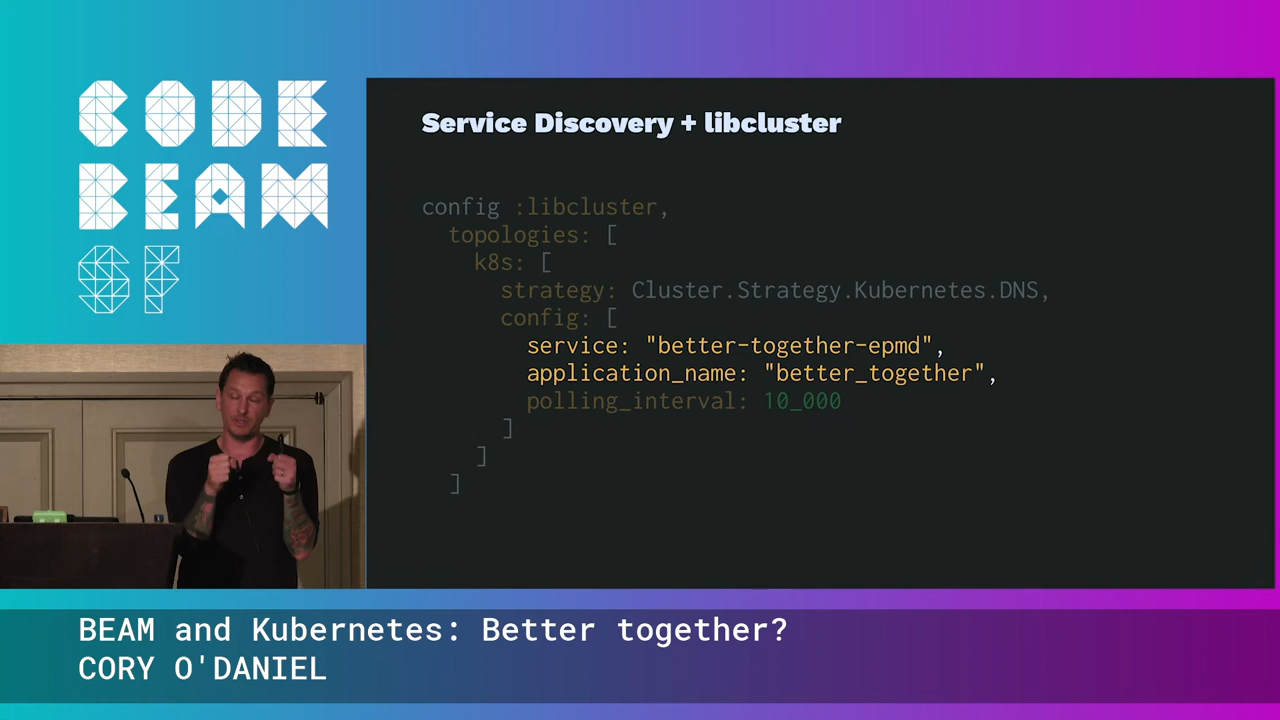 CODE
BEAM
SF
Service Discovery + libcluster
config :libcluster,
topologies: [
k8s: [
strategy: Cluster.Strategy.Kubernetes.DNS,
config: [
service: "better-together-epmd",
application_name: "better_together",
polling_interval: 10_000
]
]
]
BEAM and Kubernetes: Better together?
CORY O'DANIEL